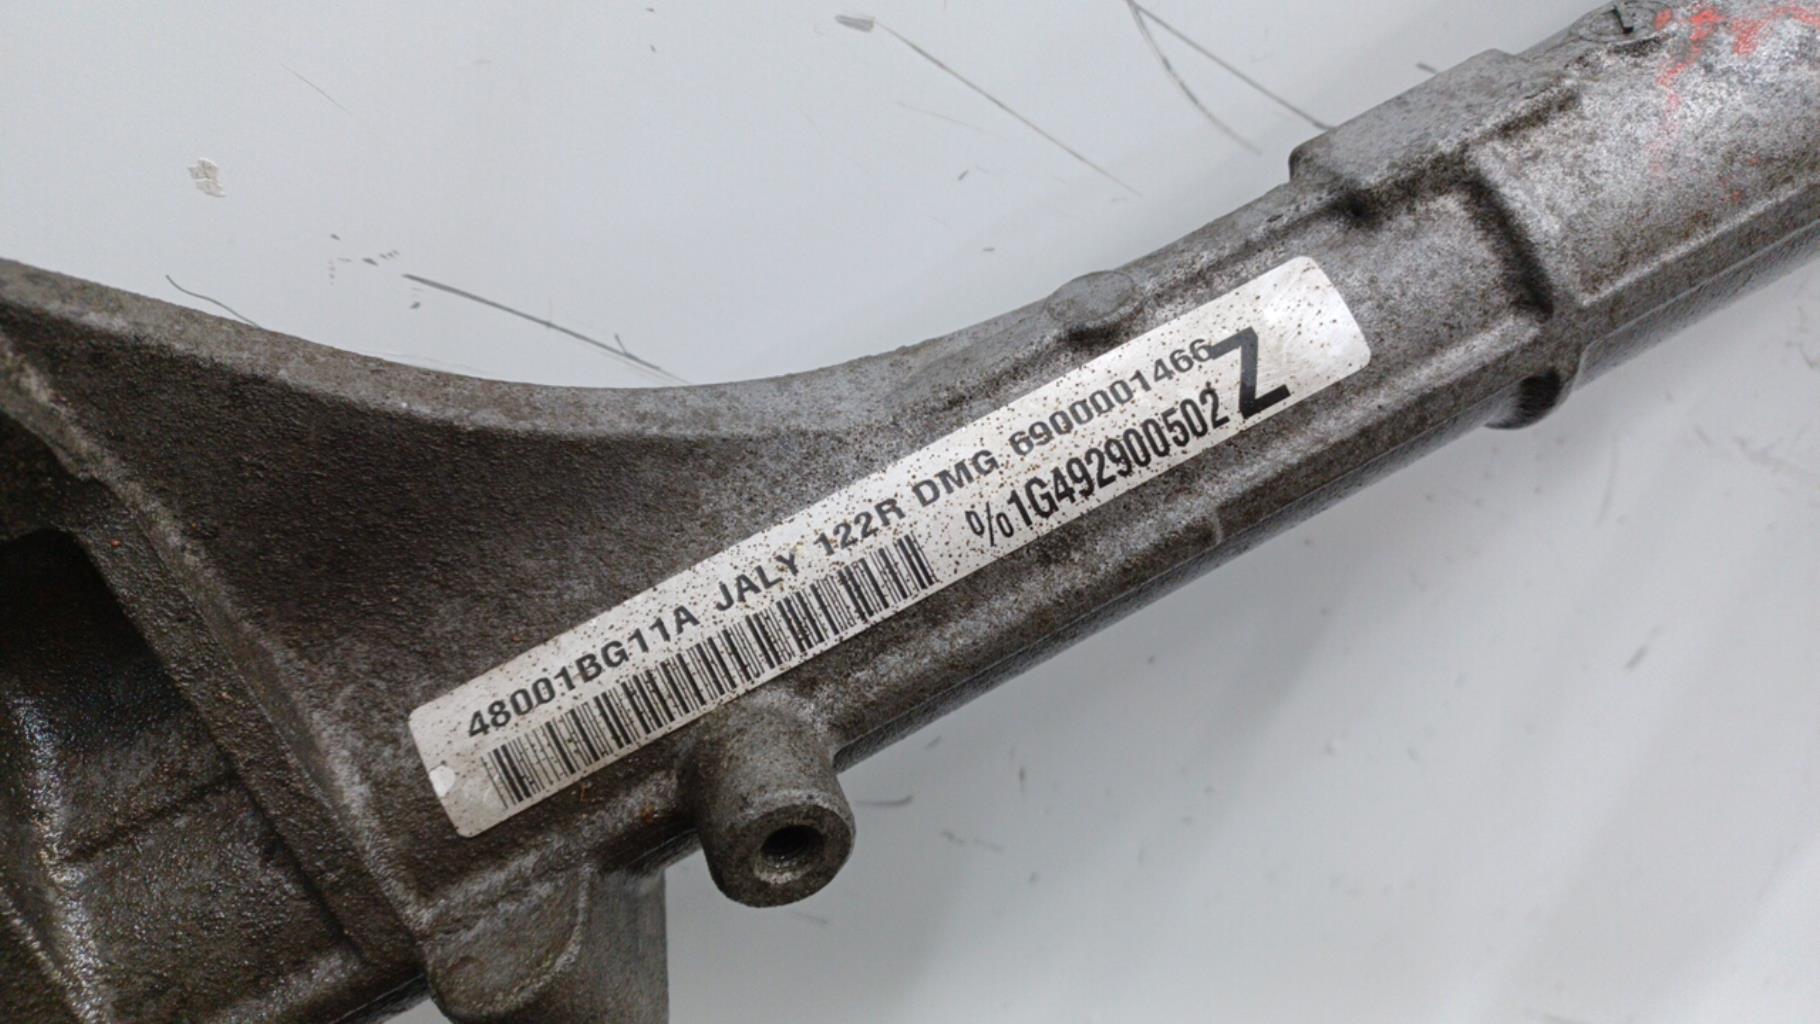 48001BG11A JALY 122R DMG 6900001466
%1G492900502 Z